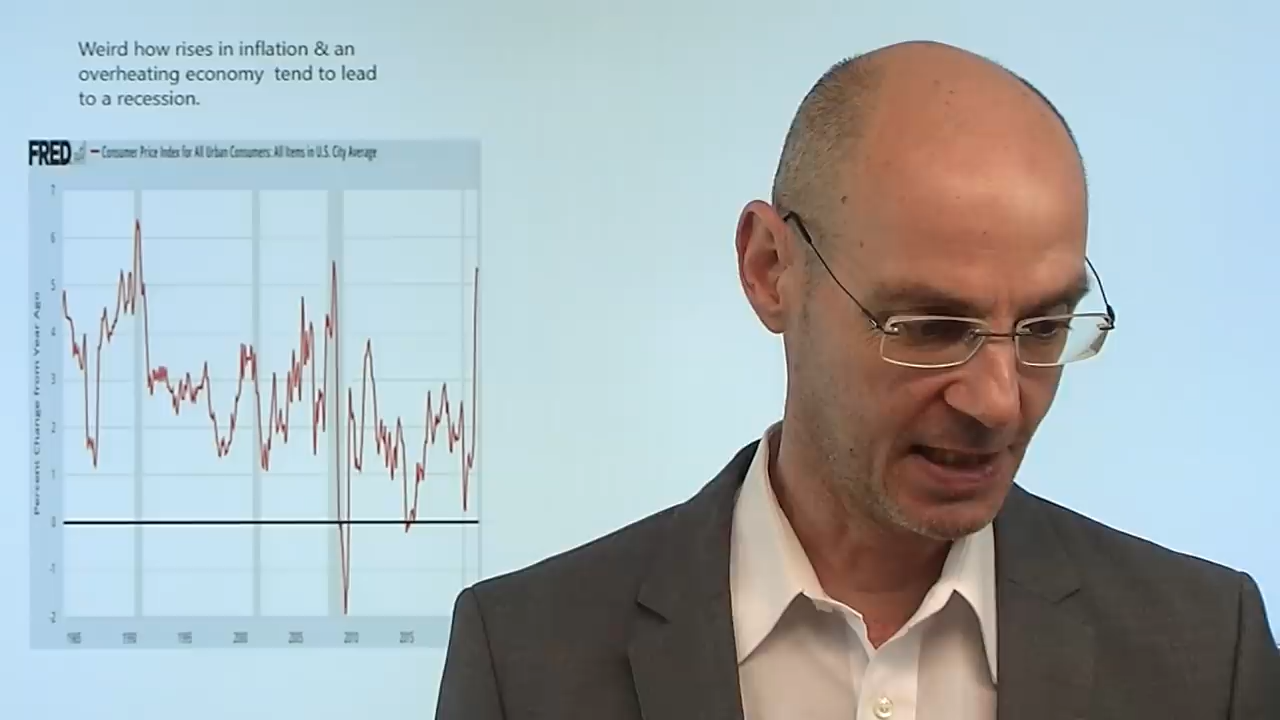 Weird how rises in inflation & an
overheating economy tend to lead
to a recession.
FRED
Consumer Price Index for All Urban Consumers: All Items in U.S. City Average
Percent Change from Year Ago
7
6
5
4
3
2
1
0
-1
-2
1985 1990 1995 2000 2005 2010 2015